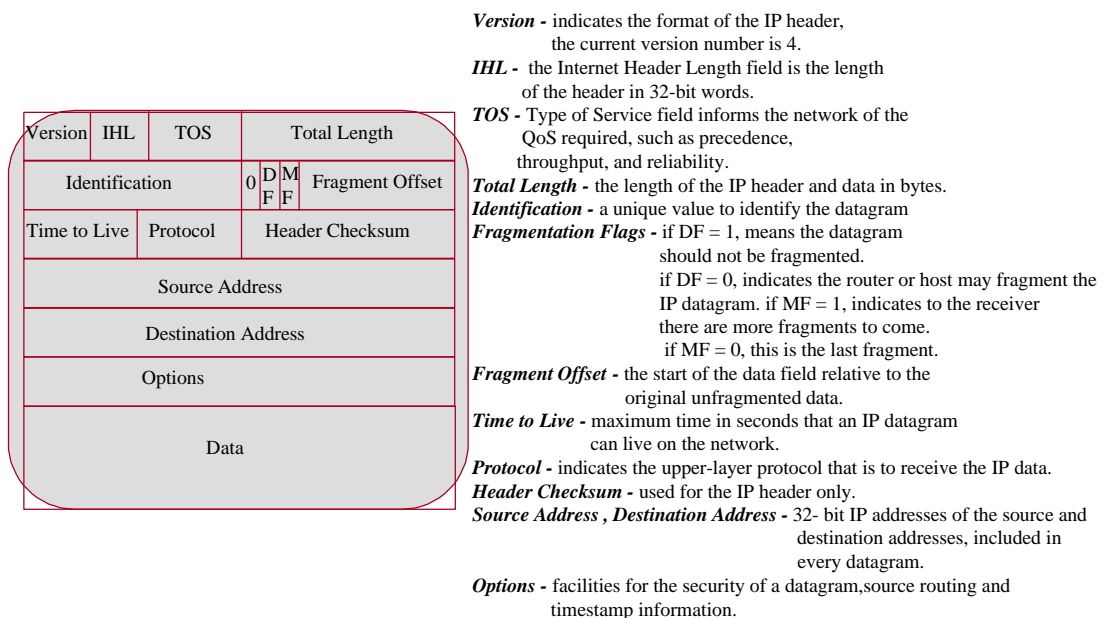 Version IHL TOS Total Length
Identification 0 DF MF Fragment Offset
Time to Live Protocol Header Checksum
Source Address
Destination Address
Options
Data
Version - indicates the format of the IP header,
the current version number is 4.
IHL - the Internet Header Length field is the length
of the header in 32-bit words.
TOS - Type of Service field informs the network of the
QoS required, such as precedence,
throughput, and reliability.
Total Length - the length of the IP header and data in bytes.
Identification - a unique value to identify the datagram
Fragmentation Flags - if DF = 1, means the datagram
should not be fragmented.
if DF = 0, indicates the router or host may fragment the
IP datagram. if MF = 1, indicates to the receiver
there are more fragments to come.
if MF = 0, this is the last fragment.
Fragment Offset - the start of the data field relative to the
original unfragmented data.
Time to Live - maximum time in seconds that an IP datagram
can live on the network.
Protocol - indicates the upper-layer protocol that is to receive the IP data.
Header Checksum - used for the IP header only.
Source Address , Destination Address - 32- bit IP addresses of the source and
destination addresses, included in
every datagram.
Options - facilities for the security of a datagram,source routing and
timestamp information.